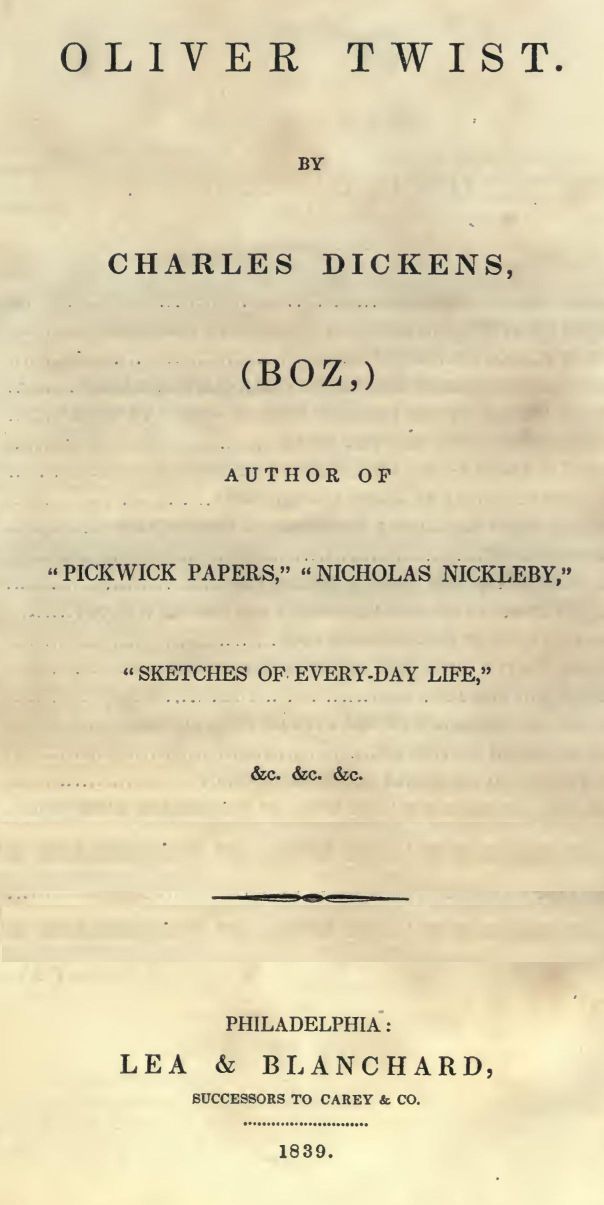 OLIVER TWIST.
BY
CHARLES DICKENS,
(BOZ,)
AUTHOR OF
“PICKWICK PAPERS,” “NICHOLAS NICKLEBY,”
“SKETCHES OF EVERY-DAY LIFE,”
&c. &c. &c.
PHILADELPHIA:
LEA & BLANCHARD,
SUCCESSORS TO CAREY & CO.
1839.